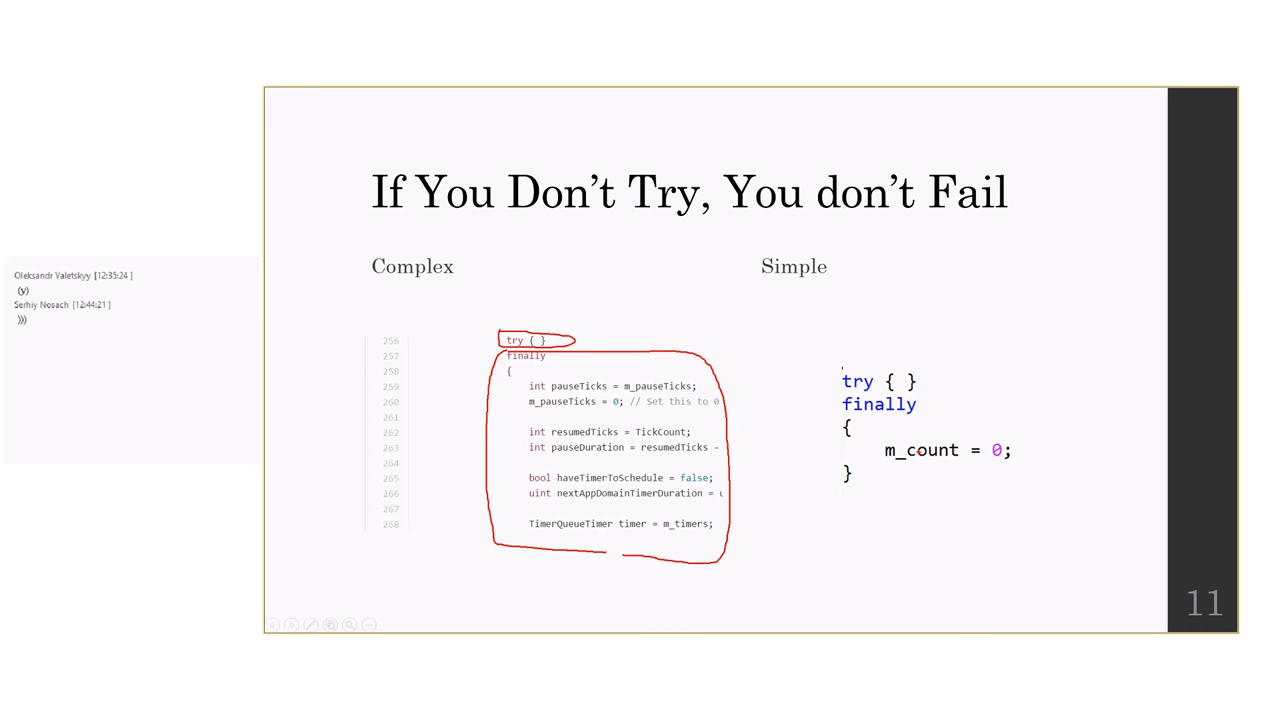 If You Don’t Try, You don’t Fail
Complex
Simple
Oleksandr Valetskyy [12:35:24 ]
(y)
Serhiy Nosach [12:44:21 ]
)))
256 try { }
257 finally
258 {
259 int pauseTicks = m_pauseTicks;
260 m_pauseTicks = 0; // Set this to 0
261
262 int resumedTicks = TickCount;
263 int pauseDuration = resumedTicks -
264
265 bool haveTimerToSchedule = false;
266 uint nextAppDomainTimerDuration =
267
268 TimerQueueTimer timer = m_timers;
try { }
finally
{
m_count = 0;
}
11